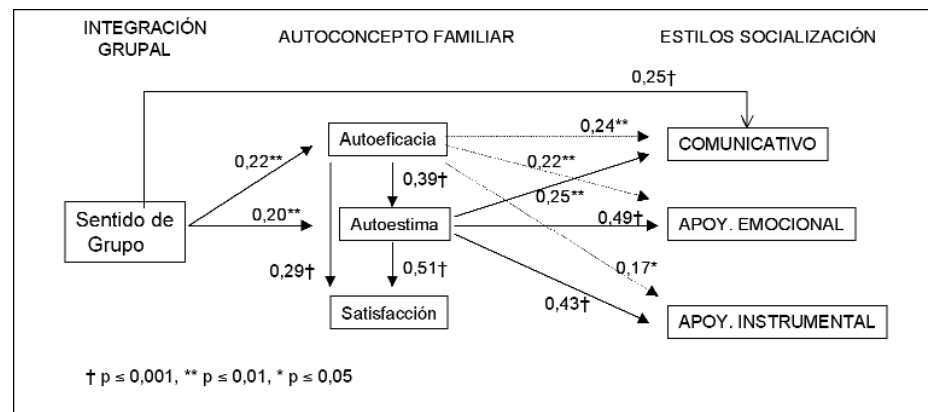 INTEGRACIÓN
GRUPAL
AUTOCONCEPTO FAMILIAR
ESTILOS SOCIALIZACIÓN
0,25†
Autoeficacia
0,24**
COMUNICATIVO
0,22**
0,22**
0,39†
0,25**
Sentido de
Grupo
0,20**
Autoestima
0,49†
APOY. EMOCIONAL
0,29†
0,51†
0,17*
0,43†
Satisfacción
APOY. INSTRUMENTAL
† p ≤ 0,001, ** p ≤ 0,01, * p ≤ 0,05